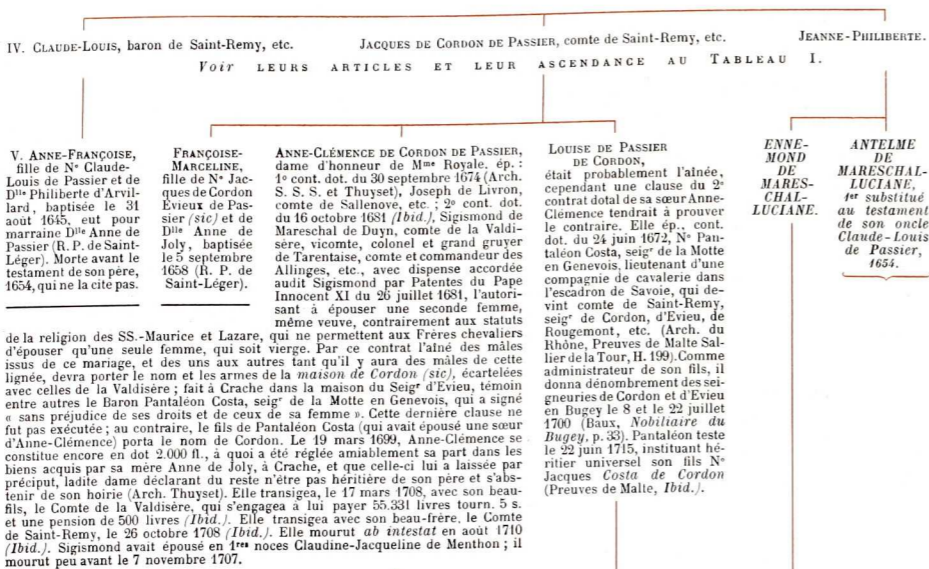 IV. CLAUDE-LOUIS, baron de Saint-Remy, etc.
JACQUES DE CORDON DE PASSIER, comte de Saint-Remy, etc.
JEANNE-PHILIBERTE.
Voir LEURS ARTICLES ET LEUR ASCENDANCE AU TABLEAU I.
V. ANNE-FRANÇOISE,
fille de Nᵉ Claude-
Louis de Passier et de
Dˡˡᵉ Philiberte d'Arvil-
lard, baptisée le 31
août 1645, eut pour
marraine Dˡˡᵉ Anne de
Passier (R. P. de Saint-
Léger). Morte avant le
testament de son père,
1654, qui ne la cite pas.
FRANÇOISE-
MARCELINE,
fille de Nᵉ Jac-
ques de Cordon
Evieux de Pas-
sier (sic) et de
Dˡˡᵉ Anne de
Joly, baptisée
le 5 septembre
1658 (R. P. de
Saint-Léger).
ANNE-CLÉMENCE DE CORDON DE PASSIER,
dame d'honneur de Mᵐᵉ Royale, ép. :
1º cont. dot. du 30 septembre 1674 (Arch.
S. S. S. et Thuyset), Joseph de Livron,
comte de Sallenove, etc. ; 2º cont. dot.
du 16 octobre 1681 (Ibid.), Sigismond de
Mareschal de Duyn, comte de la Valdi-
sère, vicomte, colonel et grand gruyer
de Tarentaise, comte et commandeur des
Allinges, etc., avec dispense accordée
audit Sigismond par Patentes du Pape
Innocent XI du 26 juillet 1681, l'autori-
sant à épouser une seconde femme,
même veuve, contrairement aux statuts
de la religion des SS.-Maurice et Lazare, qui ne permettent aux Frères chevaliers
d'épouser qu'une seule femme, qui soit vierge. Par ce contrat l'aîné des mâles
issus de ce mariage, et des uns aux autres tant qu'il y aura des mâles de cette
lignée, devra porter le nom et les armes de la maison de Cordon (sic), écartelées
avec celles de la Valdisère ; fait à Crache dans la maison du Seigʳ d'Evieu, témoin
entre autres le Baron Pantaléon Costa, seigʳ de la Motte en Genevois, qui a signé
« sans préjudice de ses droits et de ceux de sa femme ». Cette dernière clause ne
fut pas exécutée ; au contraire, le fils de Pantaléon Costa (qui avait épousé une sœur
d'Anne-Clémence) porta le nom de Cordon. Le 19 mars 1699, Anne-Clémence se
constitue encore en dot 2.000 fl., à quoi a été réglée amiablement sa part dans les
biens acquis par sa mère Anne de Joly, à Crache, et que celle-ci lui a laissée par
préciput, ladite dame déclarant du reste n'être pas héritière de son père et s'abs-
tenir de son hoirie (Arch. Thuyset). Elle transigea, le 17 mars 1708, avec son beau-
fils, le Comte de la Valdisère, qui s'engagea à lui payer 55.331 livres tourn. 5 s.
et une pension de 500 livres (Ibid.). Elle transigea avec son beau-frère, le Comte
de Saint-Remy, le 26 octobre 1708 (Ibid.). Elle mourut ab intestat en août 1710
(Ibid.). Sigismond avait épousé en 1ʳᵉˢ noces Claudine-Jacqueline de Menthon ; il
mourut peu avant le 7 novembre 1707.
LOUISE DE PASSIER
DE CORDON,
était probablement l'aînée,
cependant une clause du 2ᵉ
contrat dotal de sa sœur Anne-
Clémence tendrait à prouver
le contraire. Elle ép., cont.
dot. du 24 juin 1672, Nᵉ Pan-
taléon Costa, seigʳ de la Motte
en Genevois, lieutenant d'une
compagnie de cavalerie dans
l'escadron de Savoie, qui de-
vint comte de Saint-Remy,
seigʳ de Cordon, d'Evieu, de
Rougemont, etc. (Arch. du
Rhône, Preuves de Malte Sal-
lier de la Tour, H. 199). Comme
administrateur de son fils, il
donna dénombrement des sei-
gneuries de Cordon et d'Evieu
en Bugey le 8 et le 22 juillet
1700 (Baux, Nobiliaire du
Bugey, p. 33). Pantaléon teste
le 22 juin 1715, instituant hé-
ritier universel son fils Nᵉ
Jacques Costa de Cordon
(Preuves de Malte, Ibid.).
ENNE-
MOND
DE
MARES-
CHAL-
LUCIANE.
ANTELME
DE
MARESCHAL-
LUCIANE,
1ᵉʳ substitué
au testament
de son oncle
Claude-Louis
de Passier,
1654.